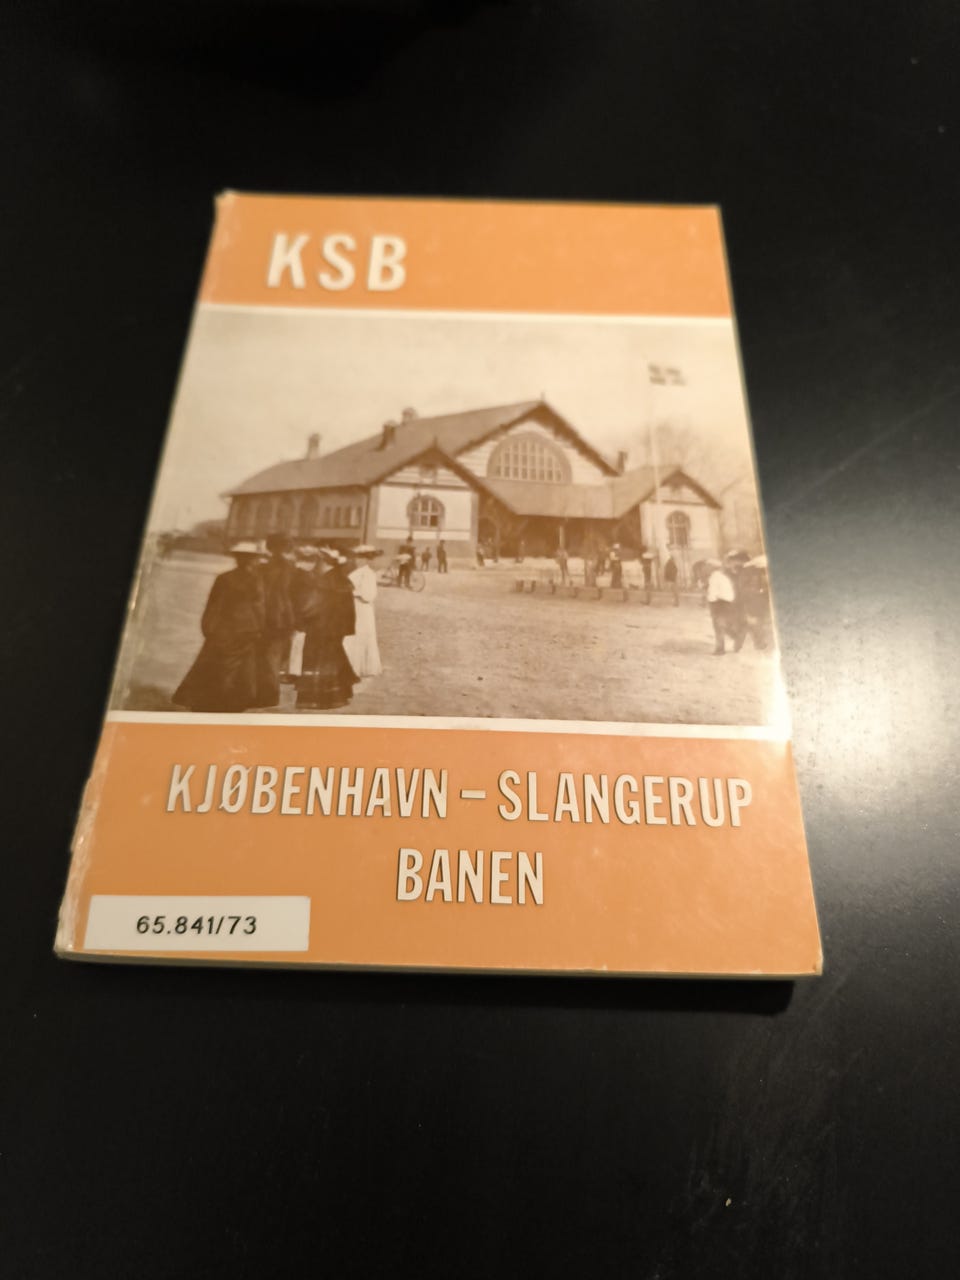 KSB
KJØBENHAVN – SLANGERUP
BANEN
65.841/73